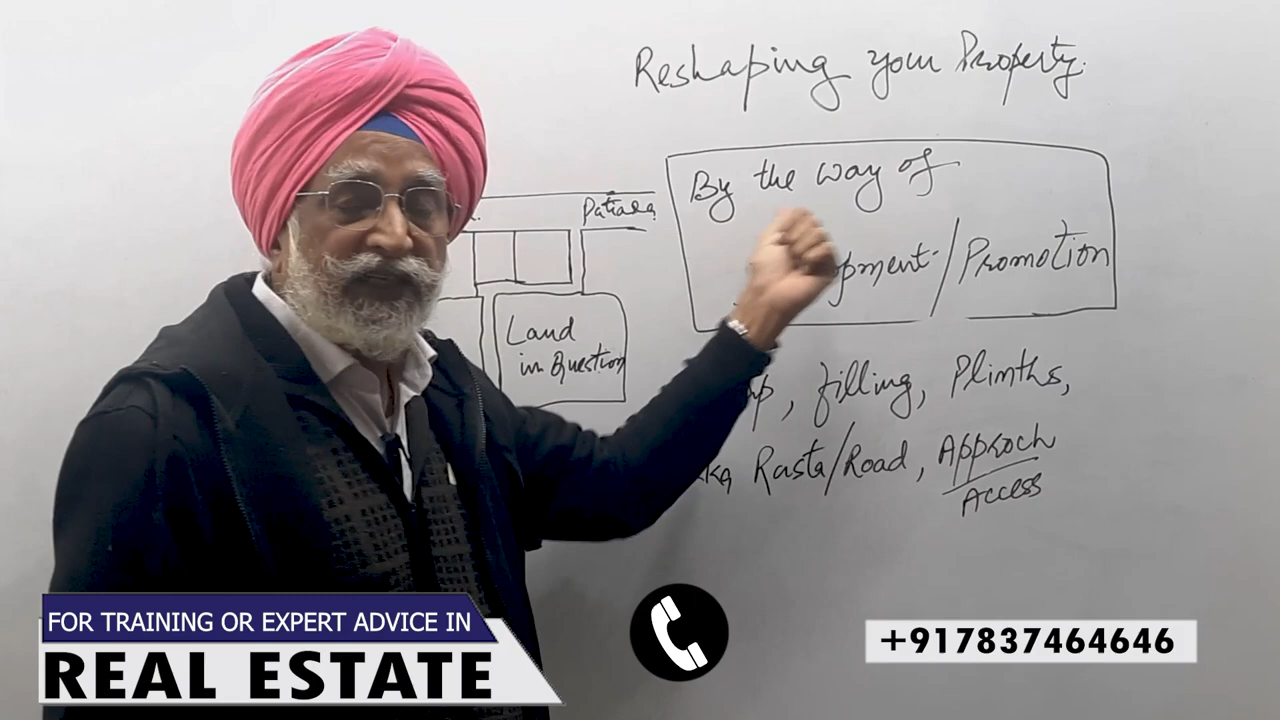 Reshaping your Property.
By the way of
opment / Promotion
Patiala
Land
in Question
p, filling, Plinths,
Rasta/Road, Approch
Access
FOR TRAINING OR EXPERT ADVICE IN
REAL ESTATE
+917837464646